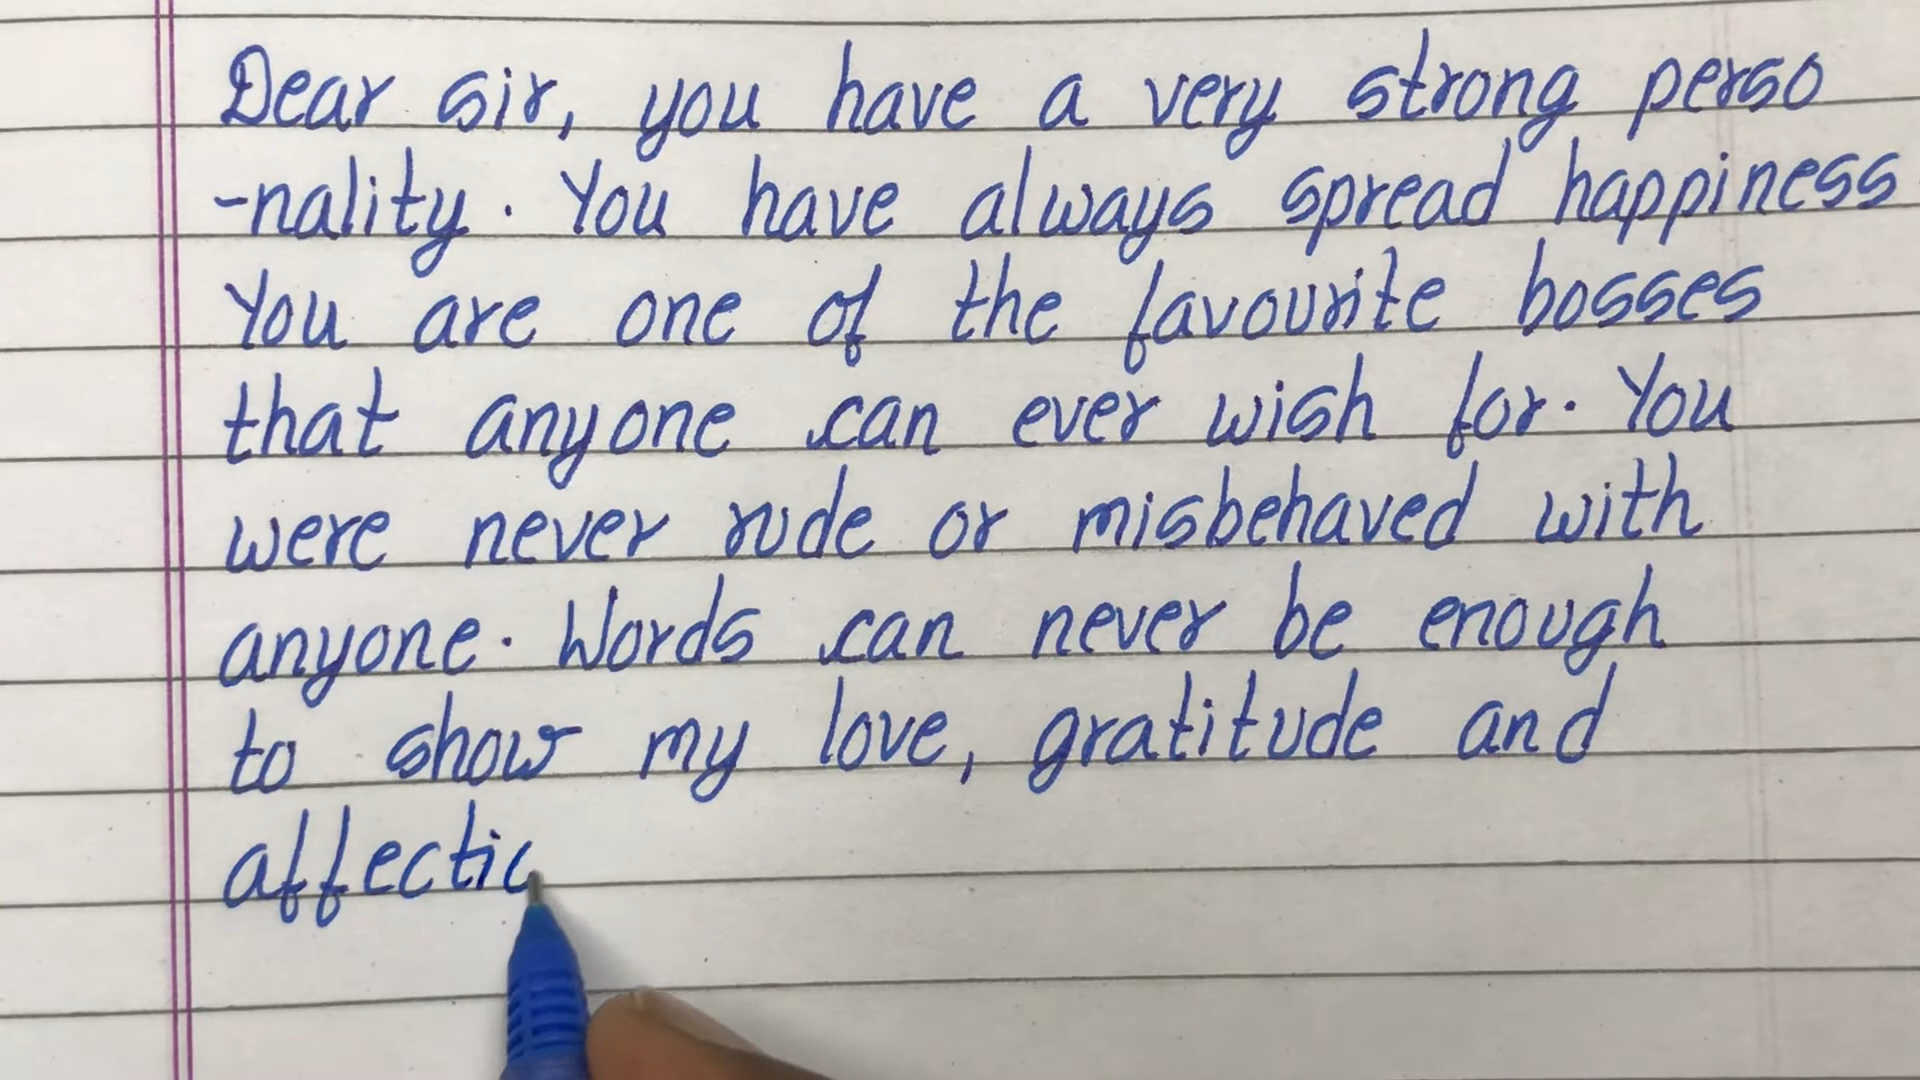 Dear sir, you have a very strong perso
-nality. You have always spread happiness
You are one of the favourite bosses
that anyone can ever wish for. You
were never rude or misbehaved with
anyone. Words can never be enough
to show my love, gratitude and
affectic